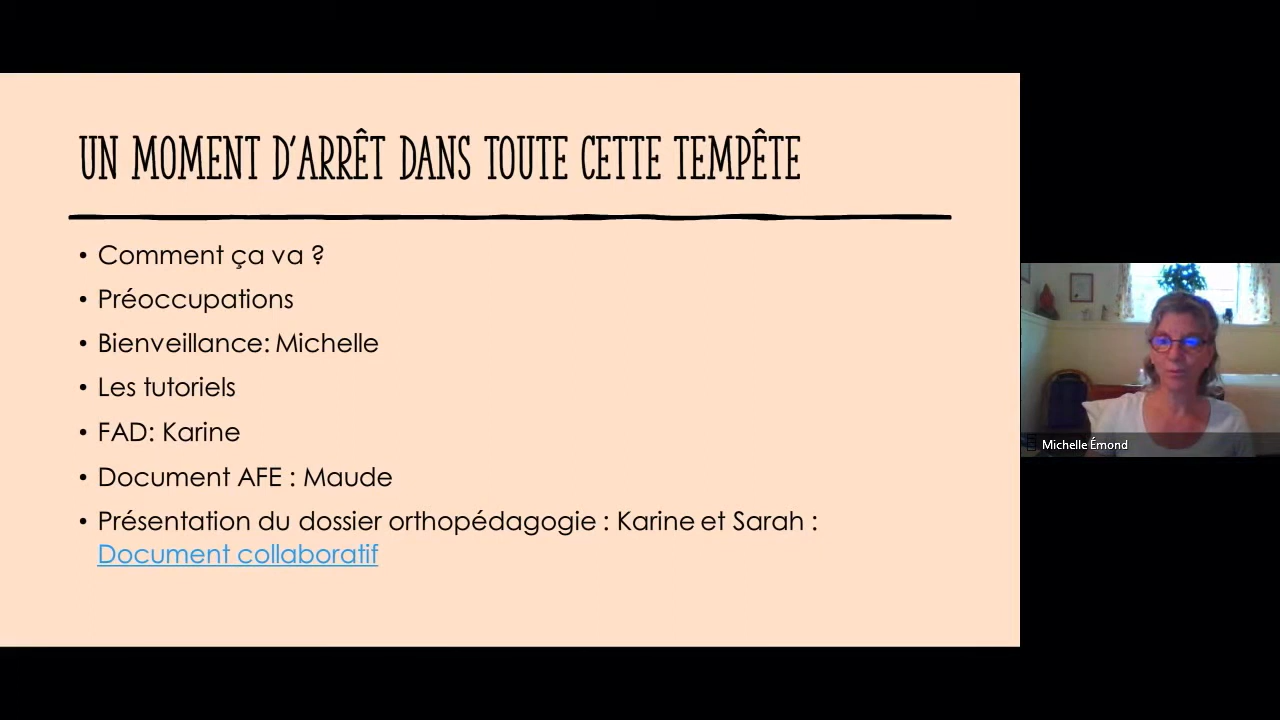 UN MOMENT D'ARRÊT DANS TOUTE CETTE TEMPÊTE
• Comment ça va ?
• Préoccupations
• Bienveillance: Michelle
• Les tutoriels
• FAD: Karine
• Document AFE : Maude
• Présentation du dossier orthopédagogie : Karine et Sarah :
Document collaboratif
Michelle Émond